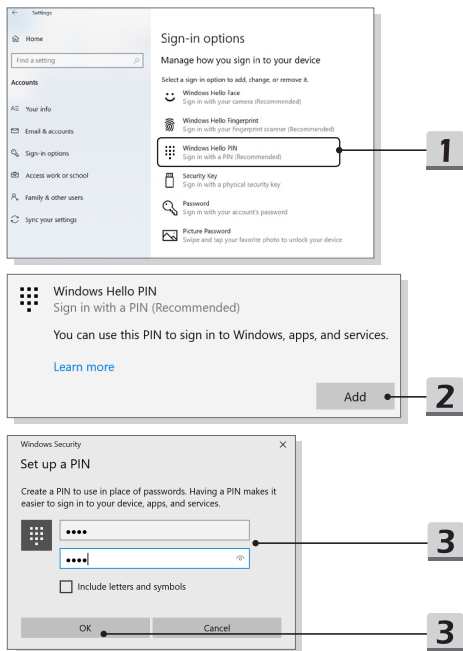 Settings
Home
Find a setting
Accounts
Your info
Email & accounts
Sign-in options
Access work or school
Family & other users
Sync your settings
Sign-in options
Manage how you sign in to your device
Select a sign-in option to add, change, or remove it.
Windows Hello Face
Sign in with your camera (Recommended)
Windows Hello Fingerprint
Sign in with your fingerprint scanner (Recommended)
Windows Hello PIN
Sign in with a PIN (Recommended)
Security Key
Sign in with a physical security key
Password
Sign in with your account's password
Picture Password
Swipe and tap your favorite photo to unlock your device
1
Windows Hello PIN
Sign in with a PIN (Recommended)
You can use this PIN to sign in to Windows, apps, and services.
Learn more
Add
2
Windows Security
Set up a PIN
Create a PIN to use in place of passwords. Having a PIN makes it
easier to sign in to your device, apps, and services.
••••
••••
3
Include letters and symbols
OK
Cancel
3